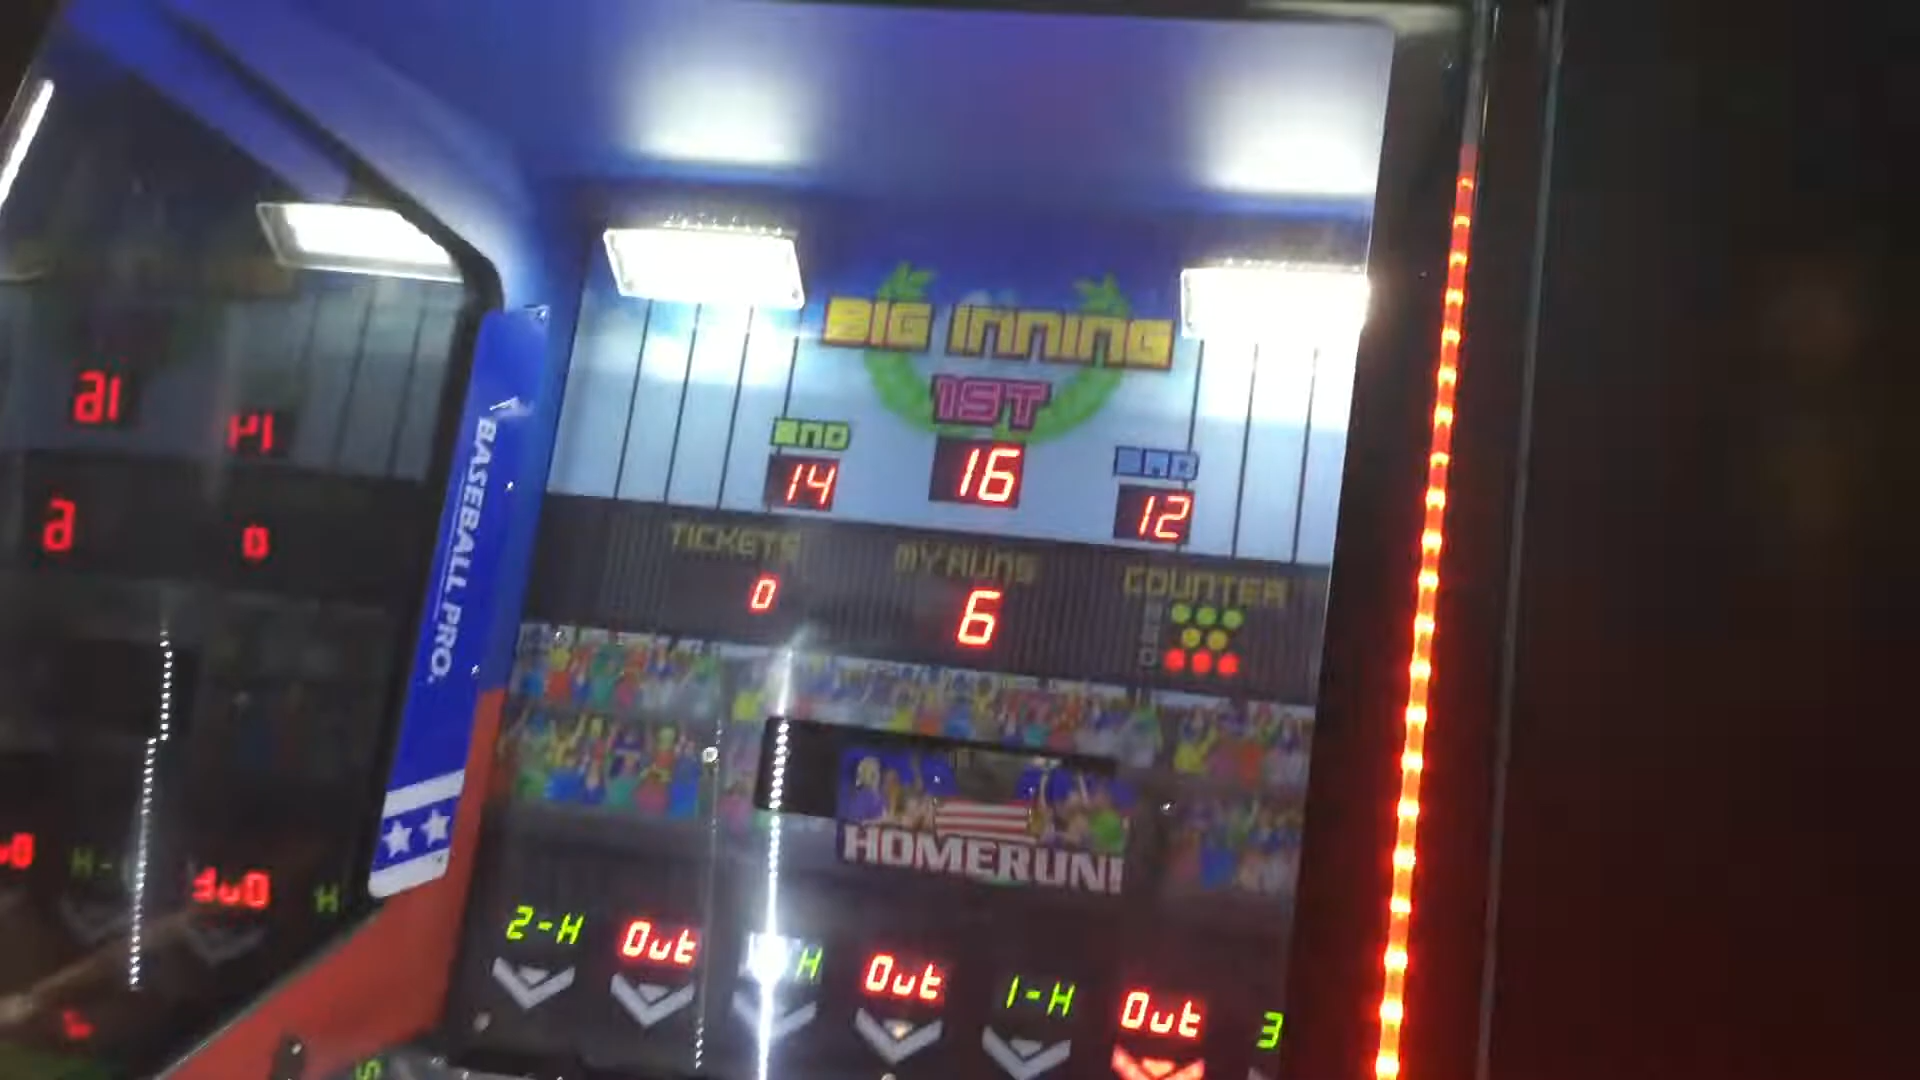 BIG INNING
1ST
2ND
3RD
14
16
12
TICKETS
MY RUNS
COUNTER
0
6
BASEBALL PRO.
HOMERUN!
2-H
Out
H
Out
1-H
Out
3